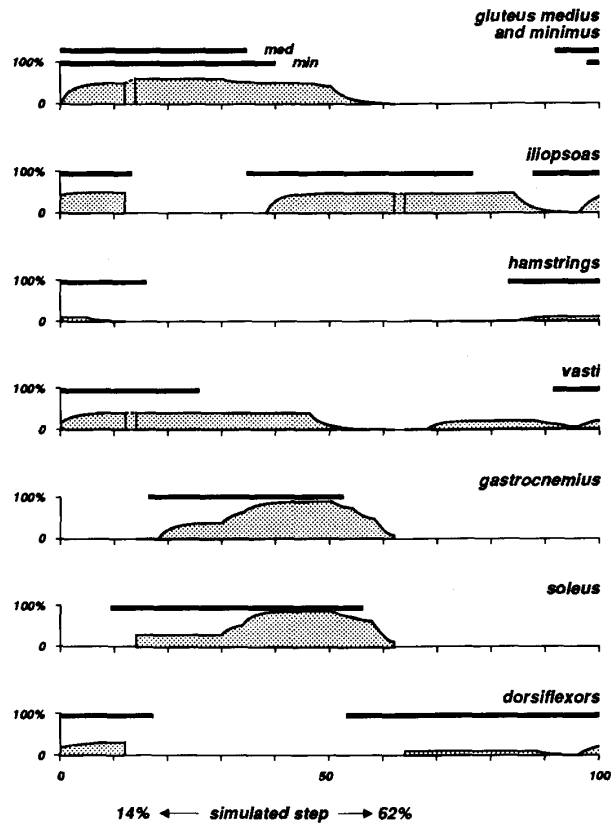 gluteus medius
and minimus
med
100%
min
0
iliopsoas
100%
0
hamstrings
100%
0
vasti
100%
0
gastrocnemius
100%
0
soleus
100%
0
dorsiflexors
100%
0
0 50 100
14% ← simulated step → 62%